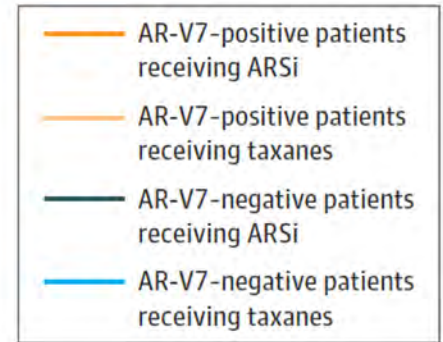 AR-V7-positive patients
receiving ARSi
AR-V7-positive patients
receiving taxanes
AR-V7-negative patients
receiving ARSi
AR-V7-negative patients
receiving taxanes